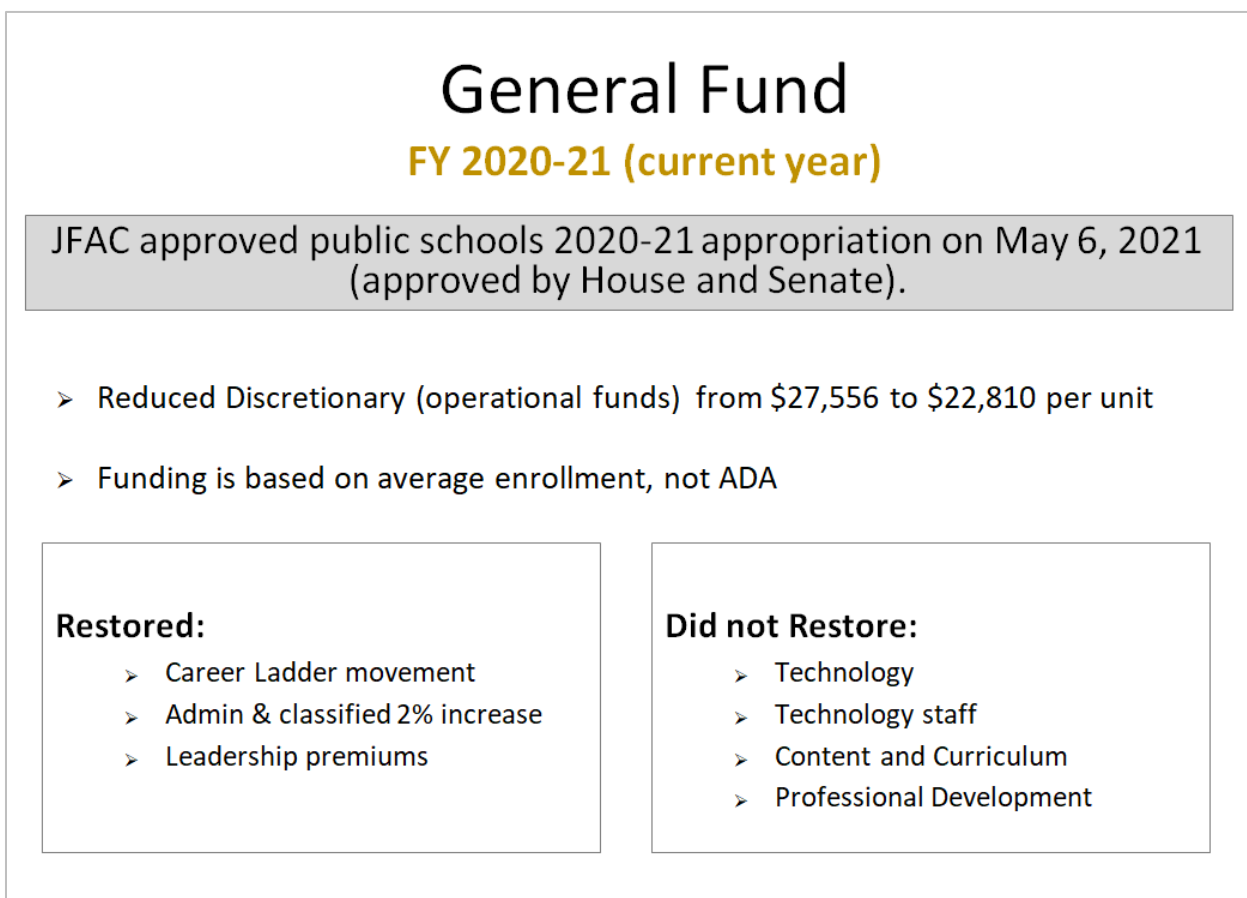 General Fund
FY 2020-21 (current year)
JFAC approved public schools 2020-21 appropriation on May 6, 2021
(approved by House and Senate).
➢ Reduced Discretionary (operational funds) from $27,556 to $22,810 per unit
➢ Funding is based on average enrollment, not ADA
Restored:
➢ Career Ladder movement
➢ Admin & classified 2% increase
➢ Leadership premiums
Did not Restore:
➢ Technology
➢ Technology staff
➢ Content and Curriculum
➢ Professional Development